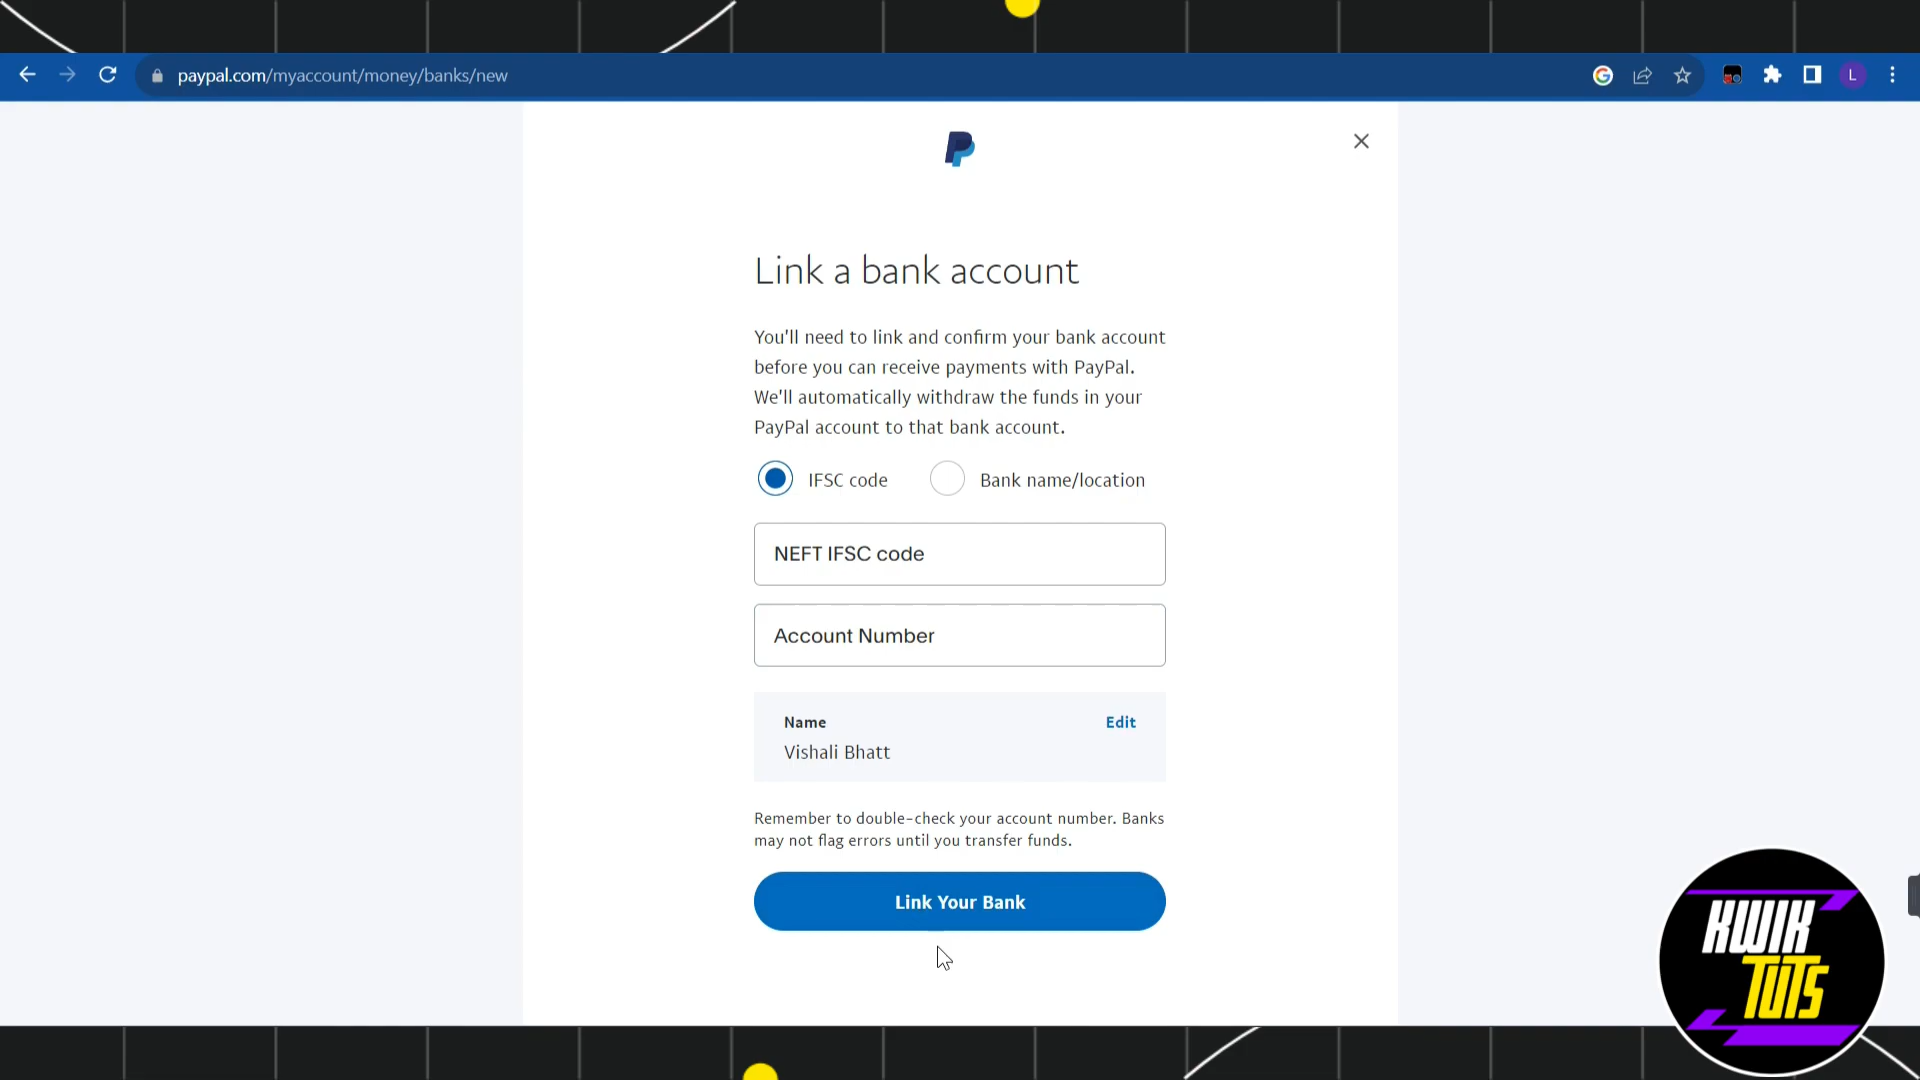 paypal.com/myaccount/money/banks/new
L
Link a bank account
You'll need to link and confirm your bank account
before you can receive payments with PayPal.
We'll automatically withdraw the funds in your
PayPal account to that bank account.
IFSC code
Bank name/location
NEFT IFSC code
Account Number
Name
Edit
Vishali Bhatt
Remember to double-check your account number. Banks
may not flag errors until you transfer funds.
Link Your Bank
KWIK
TUTS